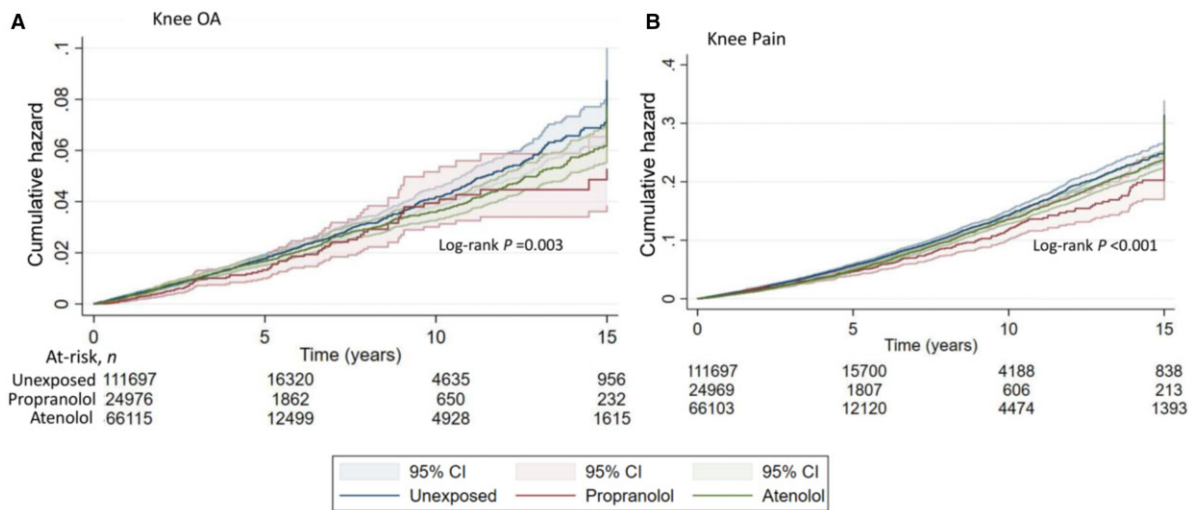 A
Knee OA
Cumulative hazard
.1
.08
.06
.04
.02
0
Log-rank P =0.003
0 5 10 15
Time (years)
At-risk, n
Unexposed 111697 16320 4635 956
Propranolol 24976 1862 650 232
Atenolol 66115 12499 4928 1615
B
Knee Pain
Cumulative hazard
.4
.3
.2
.1
0
Log-rank P <0.001
0 5 10 15
Time (years)
111697 15700 4188 838
24969 1807 606 213
66103 12120 4474 1393
95% CI 95% CI 95% CI
Unexposed Propranolol Atenolol